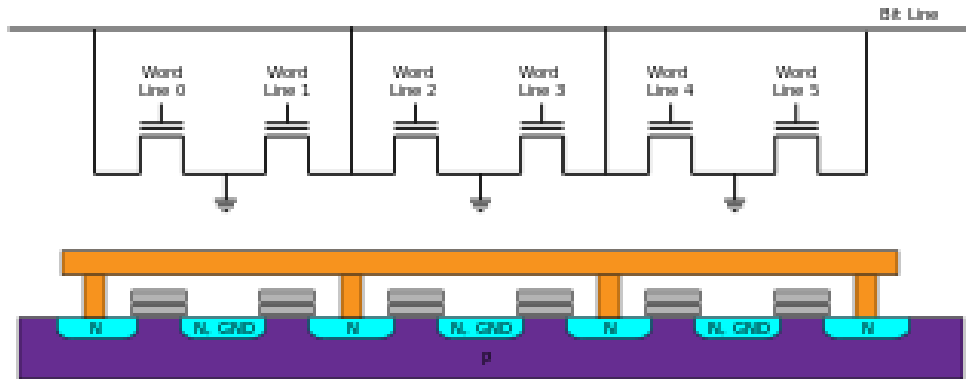 Bit Line
Word
Line 0
Word
Line 1
Word
Line 2
Word
Line 3
Word
Line 4
Word
Line 5
N
N. GND
N
N. GND
N
N. GND
N
p